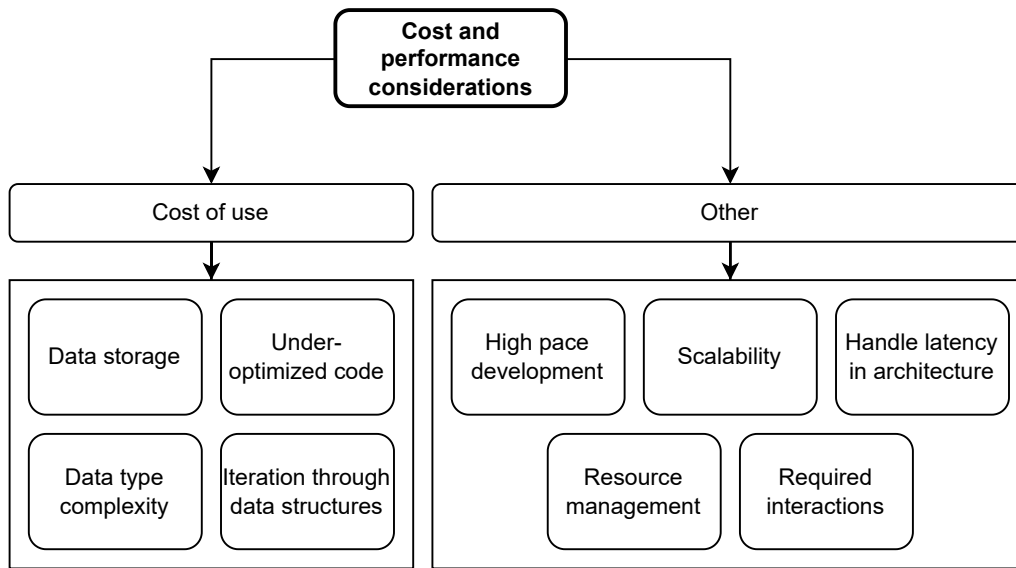 Cost and
performance
considerations
Cost of use
Other
Data storage
Under-
optimized code
Data type
complexity
Iteration through
data structures
High pace
development
Scalability
Handle latency
in architecture
Resource
management
Required
interactions